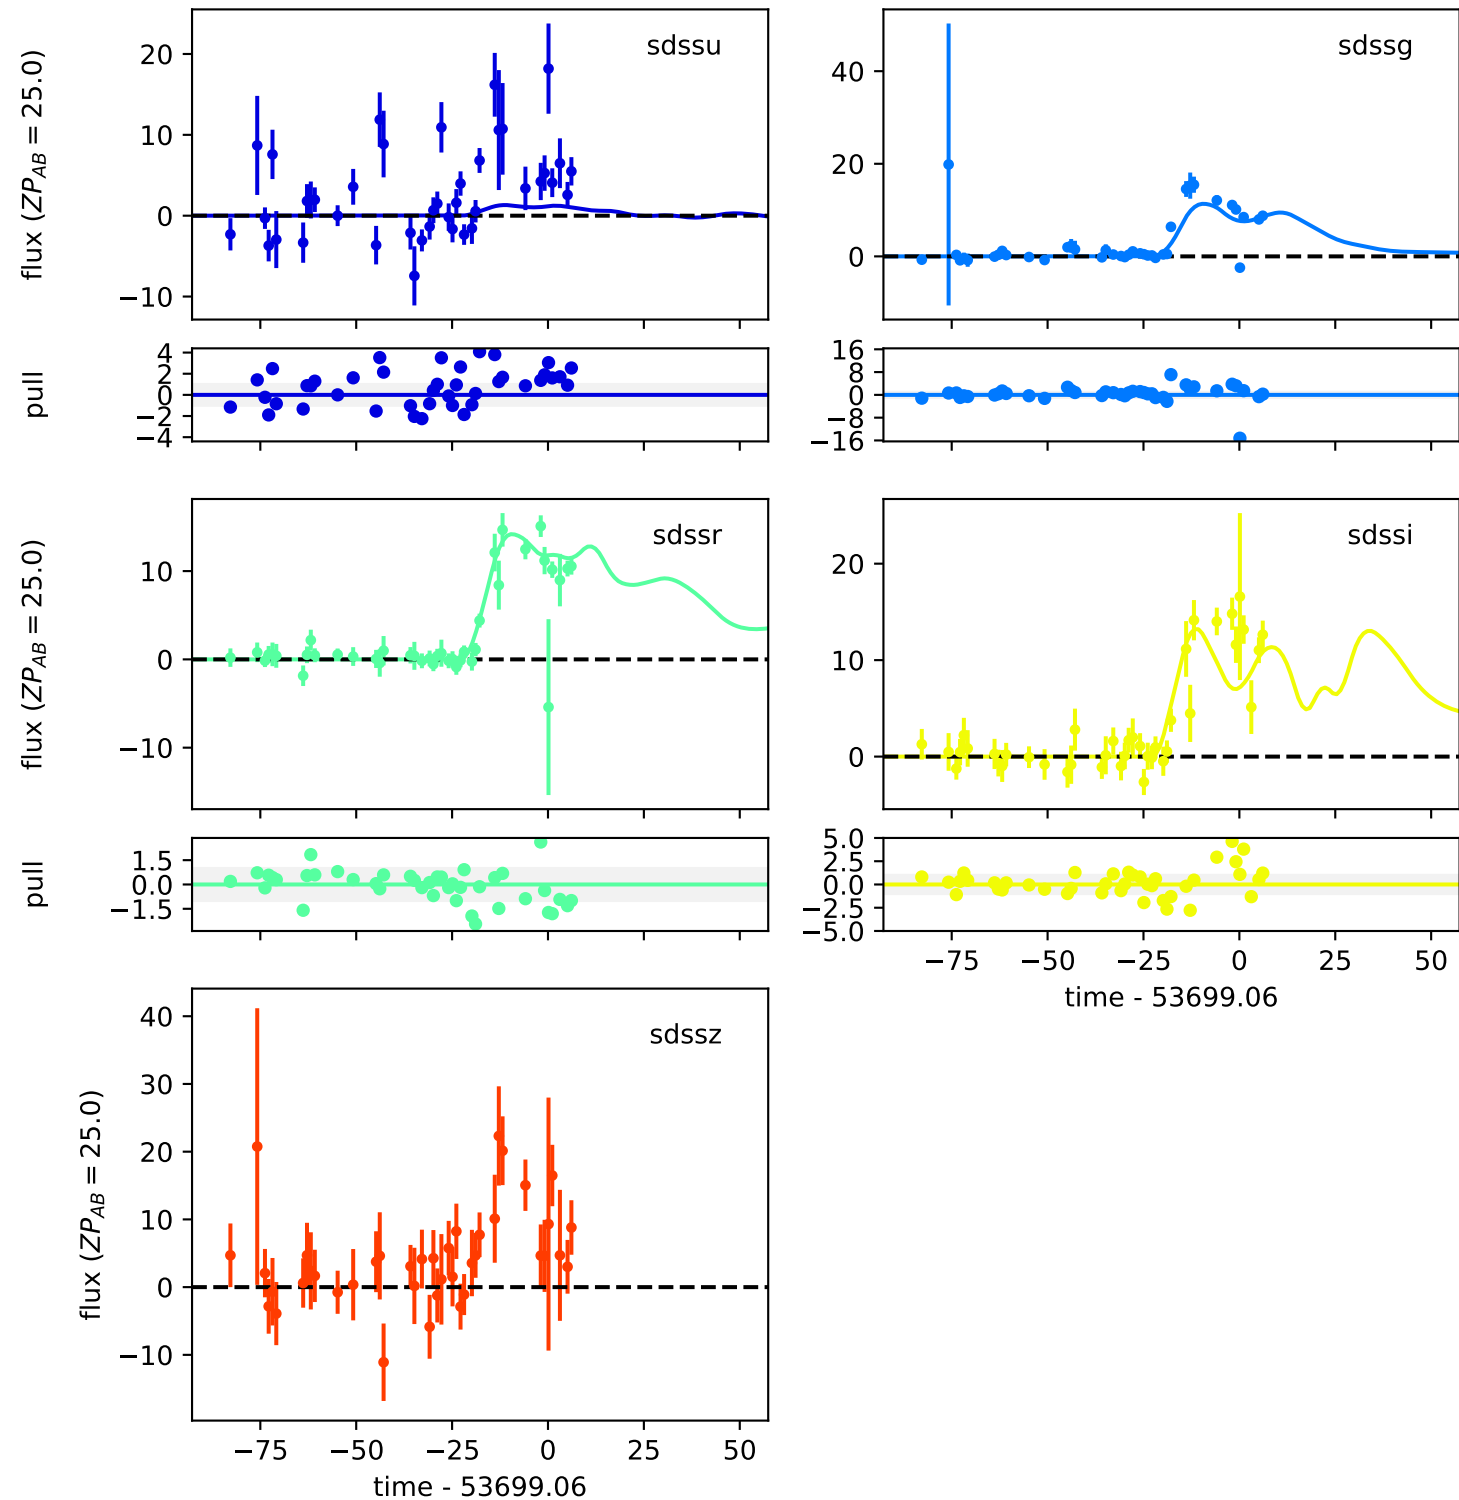 sdssu
flux (ZP_AB = 25.0)
20
10
0
−10
sdssg
40
20
0
pull
4
2
0
−2
−4
16
8
0
−8
−16
sdssr
flux (ZP_AB = 25.0)
10
0
−10
sdssi
20
10
0
pull
1.5
0.0
−1.5
5.0
2.5
0.0
−2.5
−5.0
−75 −50 −25 0 25 50
time - 53699.06
sdssz
flux (ZP_AB = 25.0)
40
30
20
10
0
−10
−75 −50 −25 0 25 50
time - 53699.06